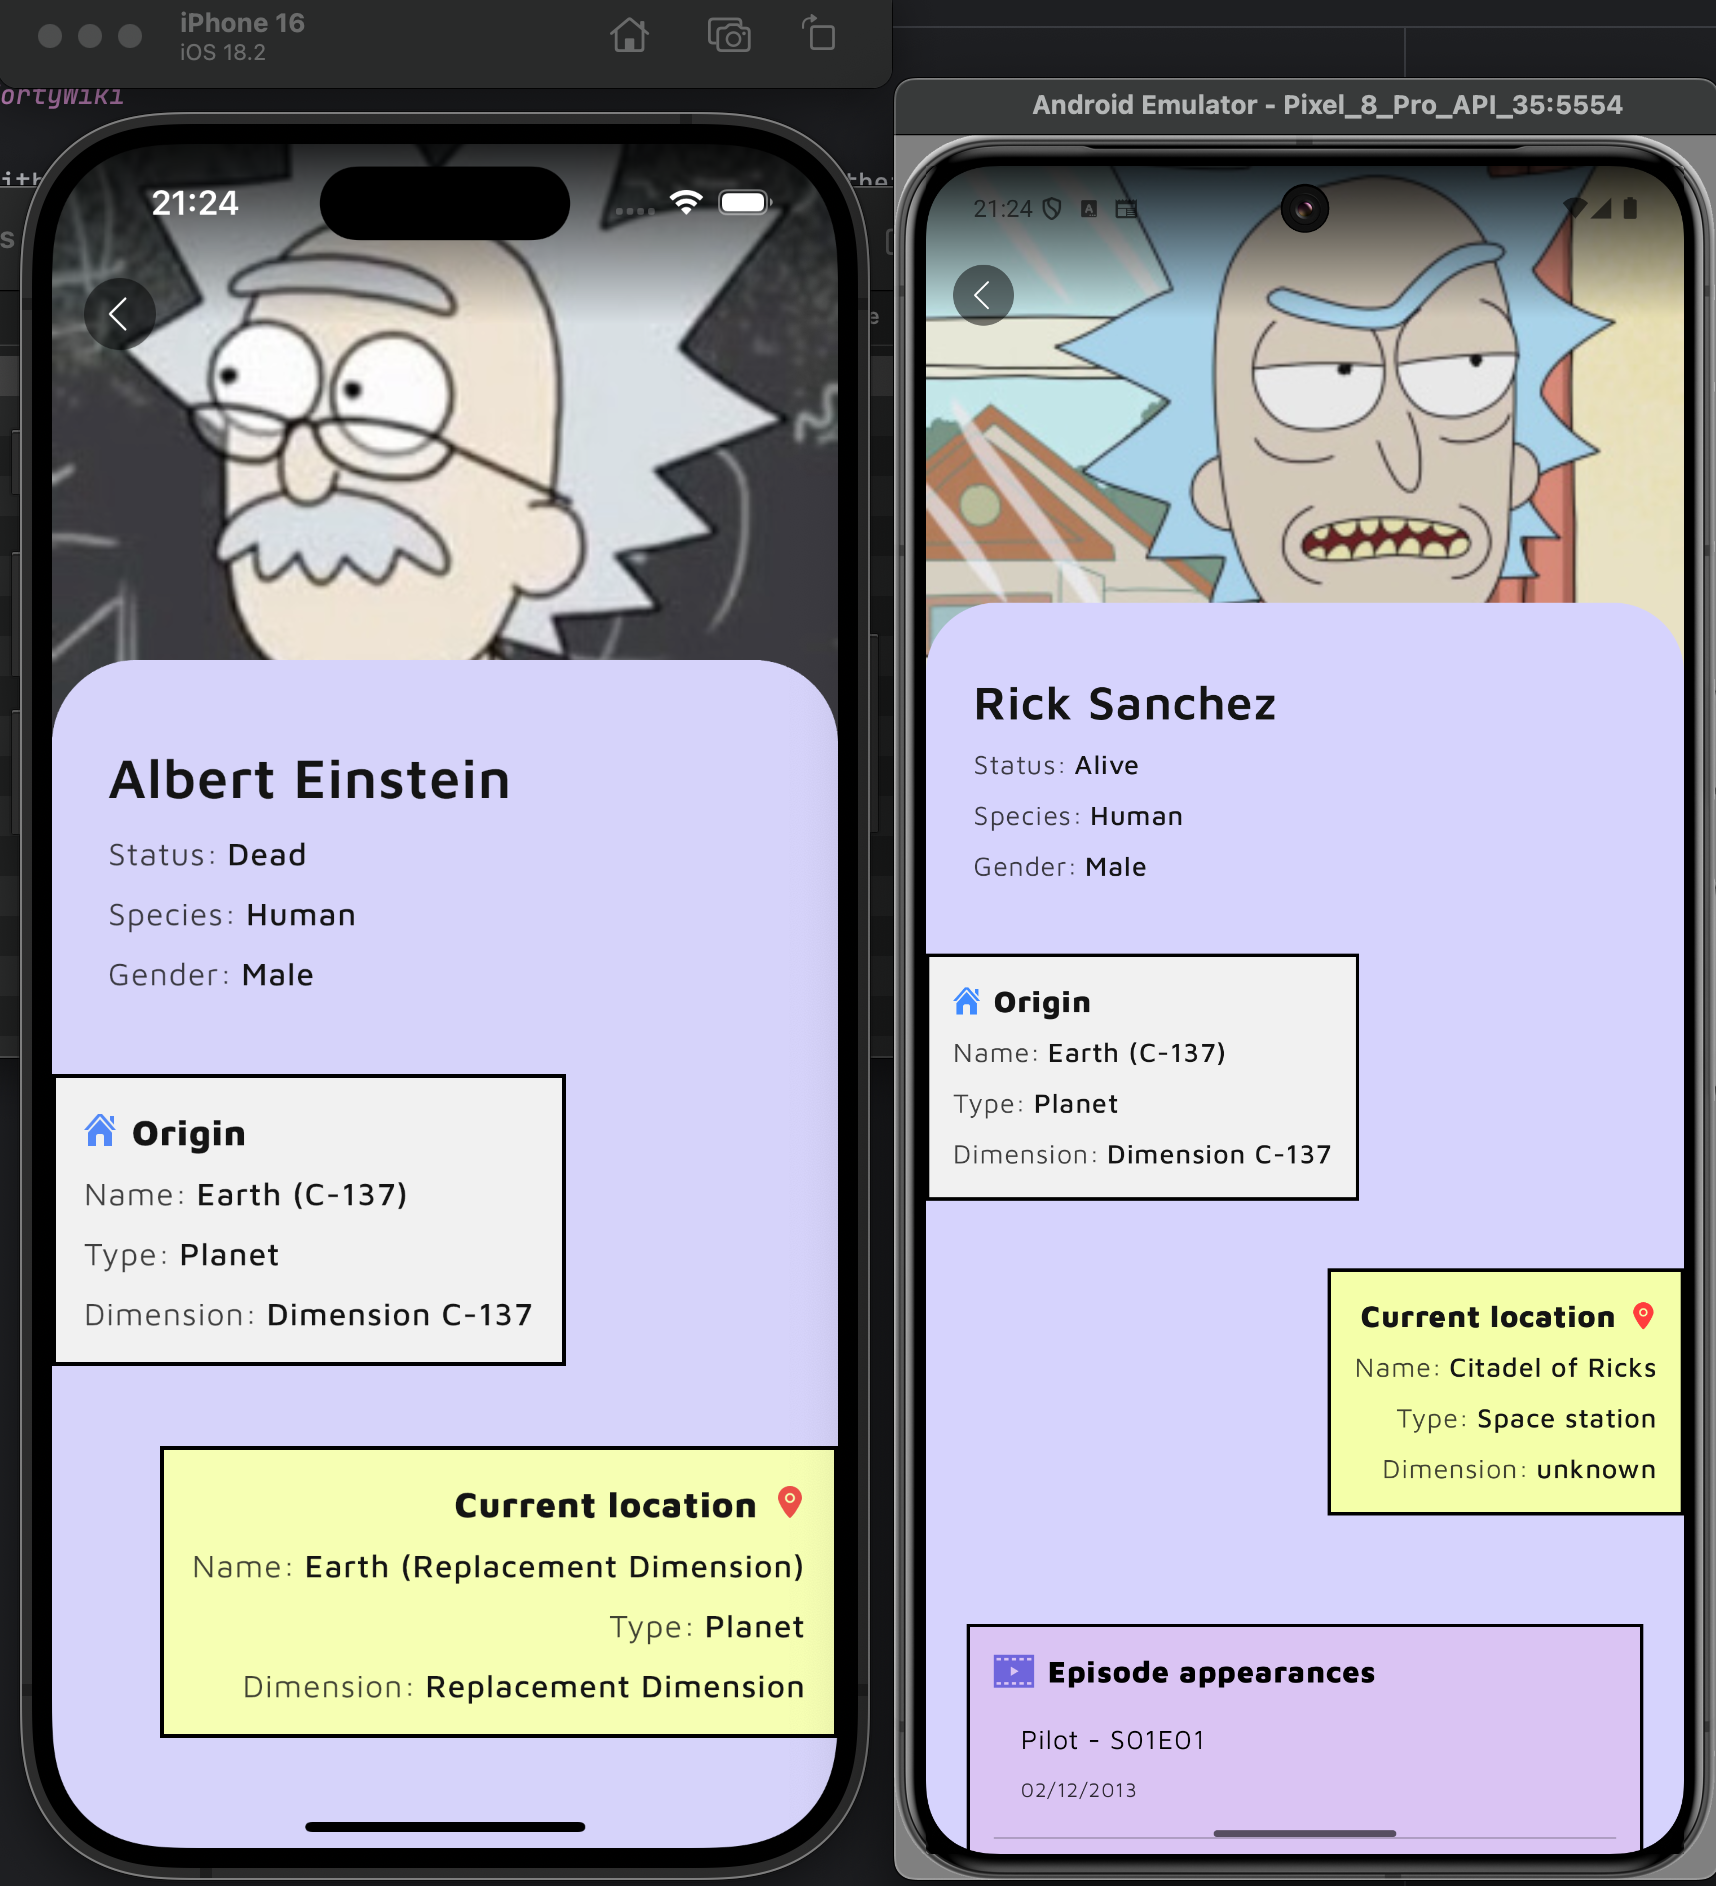 iPhone 16
iOS 18.2
ortyWiki
21:24
Albert Einstein
Status: Dead
Species: Human
Gender: Male
Origin
Name: Earth (C-137)
Type: Planet
Dimension: Dimension C-137
Current location
Name: Earth (Replacement Dimension)
Type: Planet
Dimension: Replacement Dimension
Android Emulator - Pixel_8_Pro_API_35:5554
21:24
Rick Sanchez
Status: Alive
Species: Human
Gender: Male
Origin
Name: Earth (C-137)
Type: Planet
Dimension: Dimension C-137
Current location
Name: Citadel of Ricks
Type: Space station
Dimension: unknown
Episode appearances
Pilot - S01E01
02/12/2013